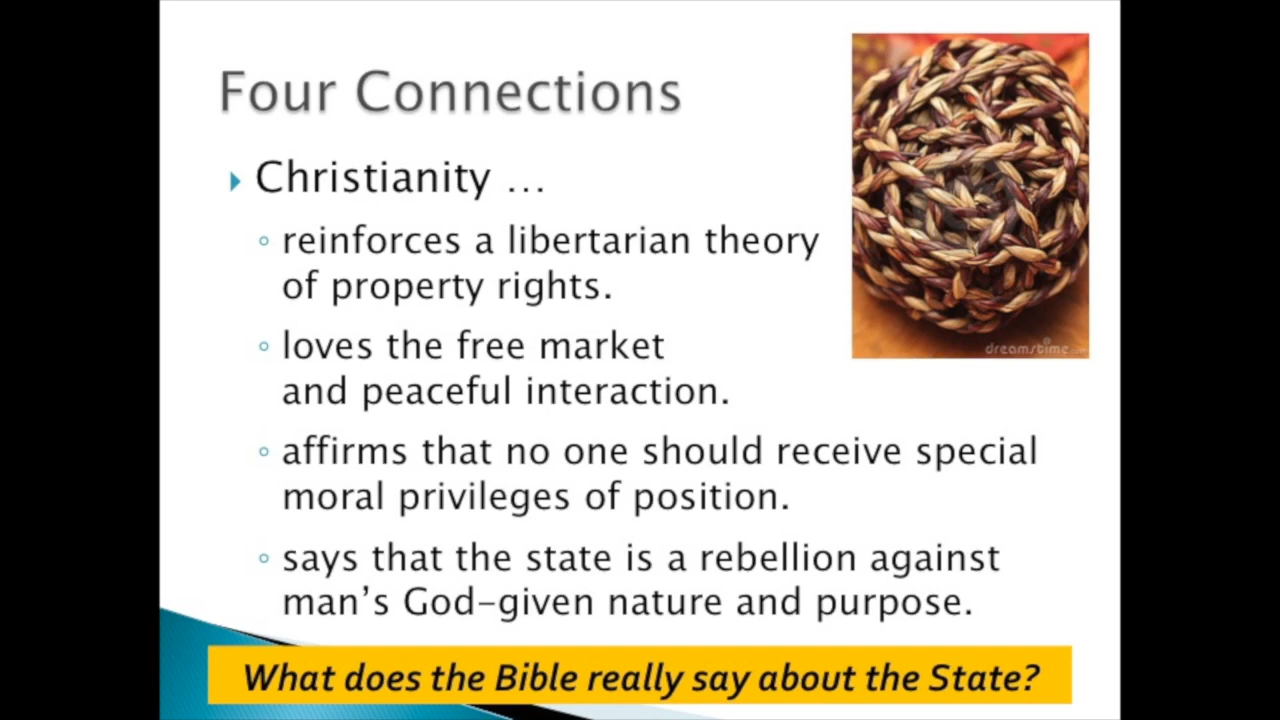 Four Connections
Christianity ...
reinforces a libertarian theory
of property rights.
loves the free market
and peaceful interaction.
affirms that no one should receive special
moral privileges of position.
says that the state is a rebellion against
man's God-given nature and purpose.
What does the Bible really say about the State?
dreamstime